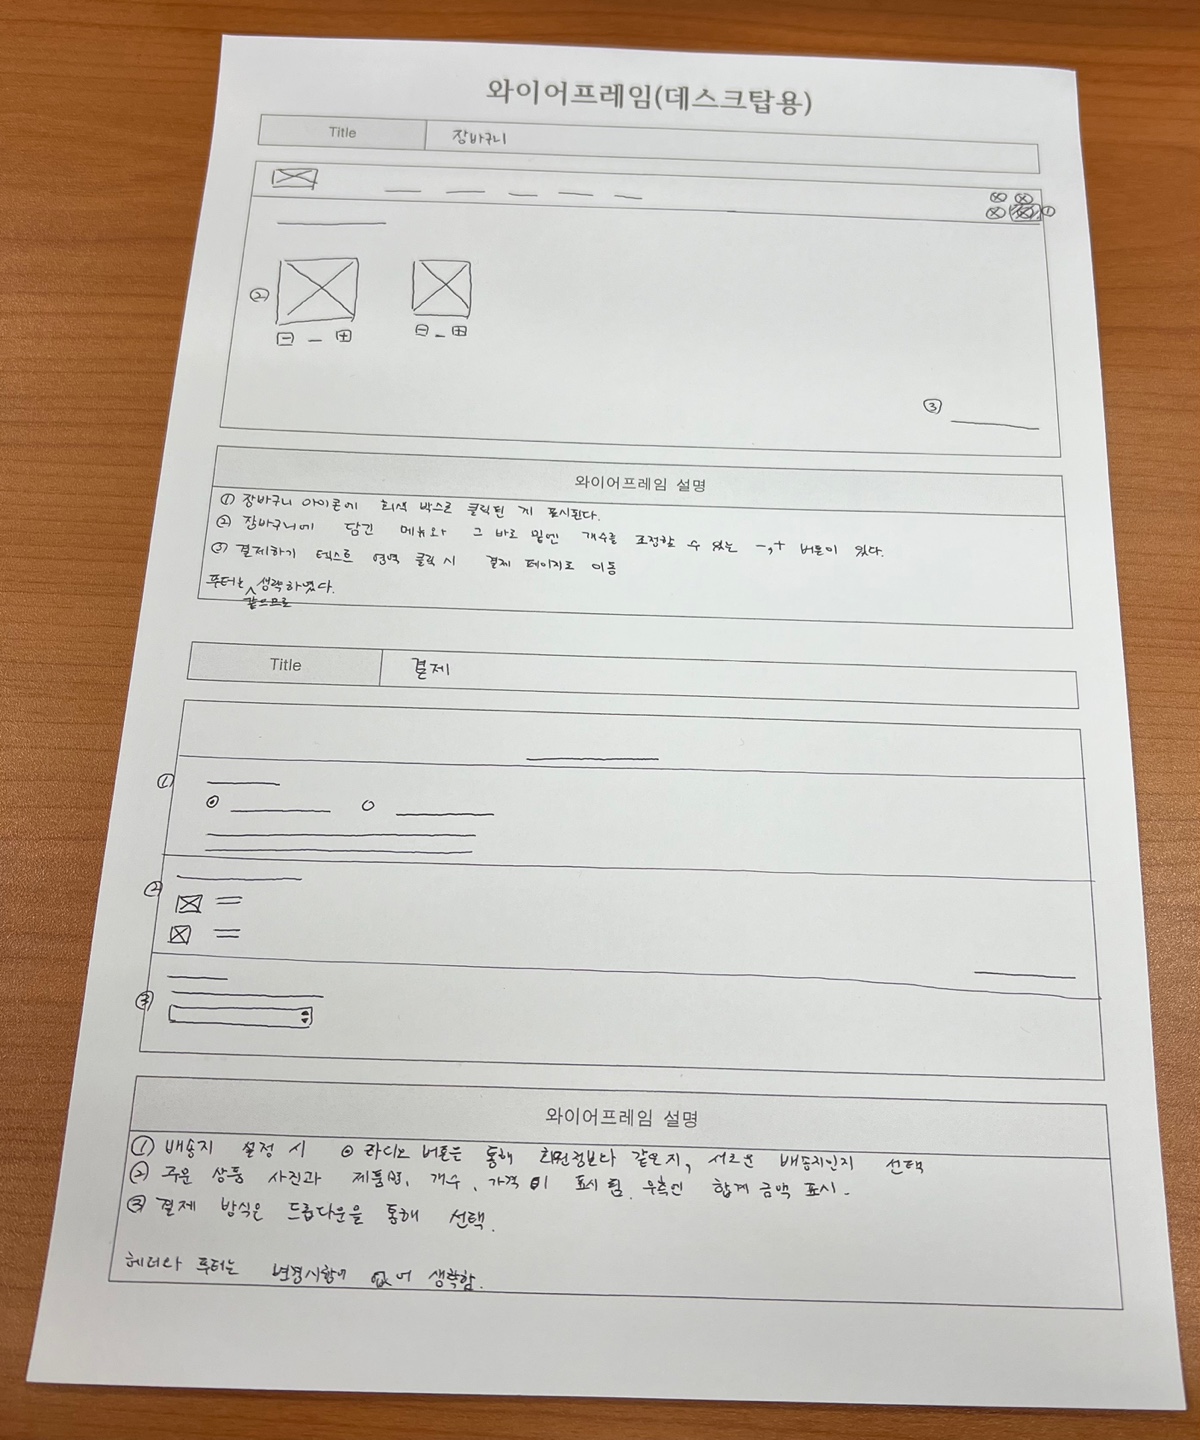 와이어프레임(데스크탑용)
Title 장바구니
①
②
③
와이어프레임 설명
① 장바구니 아이콘에 회색 박스로 클릭된 지 표시된다.
② 장바구니에 담긴 메뉴와 그 바로 밑엔 개수를 조정할 수 있는 -,+ 버튼이 있다.
③ 결제하기 텍스트 영역 클릭 시 결제 페이지로 이동
푸터는 생략하였다.
같으므로
Title 결제
①
②
③
와이어프레임 설명
① 배송지 설정 시 ⊙ 라디오 버튼을 통해 회원정보와 같은지, 서로운 배송지인지 선택
② 주문 상품 사진과 제품명, 개수, 가격이 표시됨. 우측엔 합계 금액 표시.
③ 결제 방식은 드롭다운을 통해 선택.
헤더와 푸터는 변경사항이 없어 생략함.